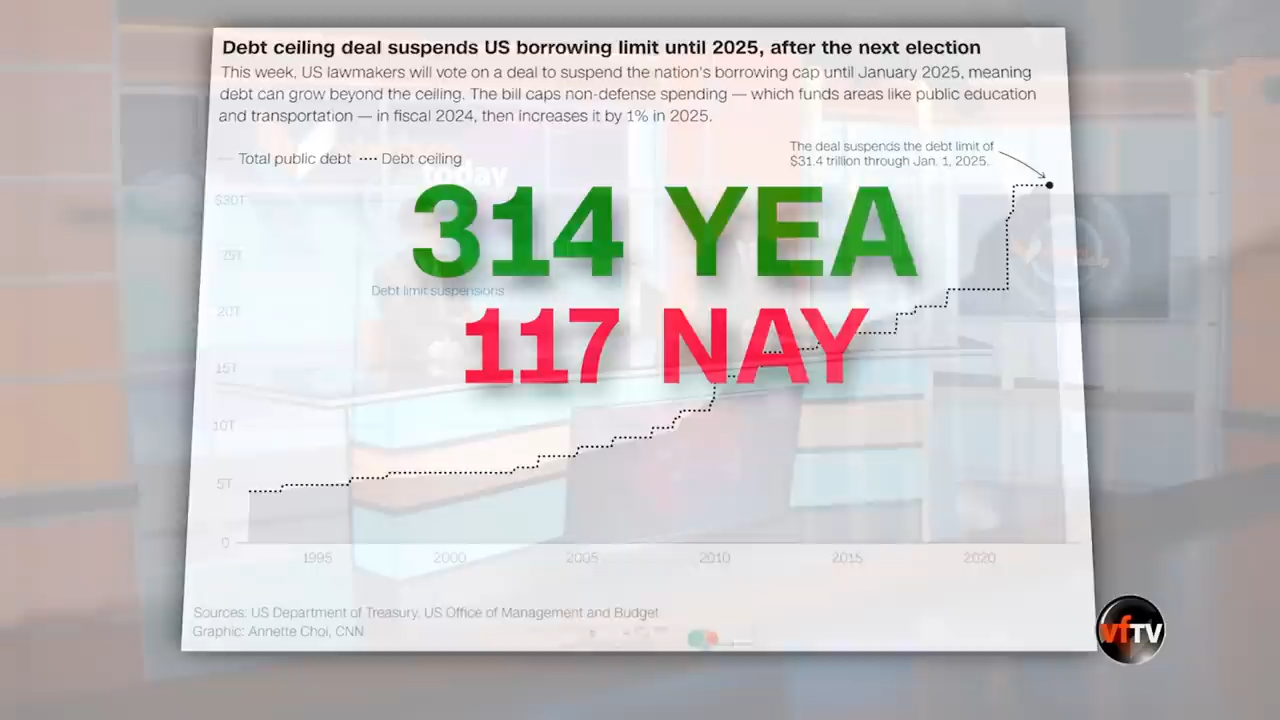 Debt ceiling deal suspends US borrowing limit until 2025, after the next election
This week, US lawmakers will vote on a deal to suspend the nation's borrowing cap until January 2025, meaning
debt can grow beyond the ceiling. The bill caps non-defense spending — which funds areas like public education
and transportation — in fiscal 2024, then increases it by 1% in 2025.
The deal suspends the debt limit of
$31.4 trillion through Jan. 1, 2025.
Total public debt Debt ceiling
today
$30T
314 YEA
25T
Debt limit suspensions
20T
117 NAY
15T
10T
5T
0
1995 2000 2005 2010 2015 2020
Sources: US Department of Treasury, US Office of Management and Budget
Graphic: Annette Choi, CNN
vfTV